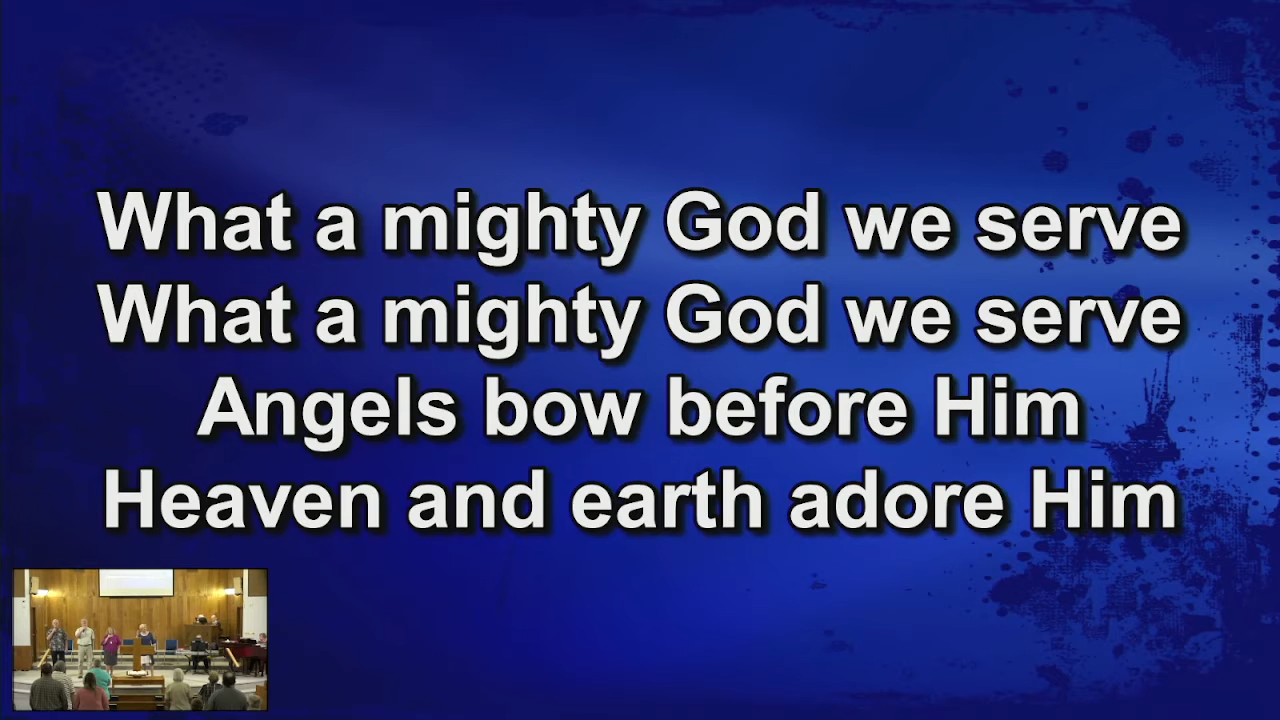 What a mighty God we serve
What a mighty God we serve
Angels bow before Him
Heaven and earth adore Him